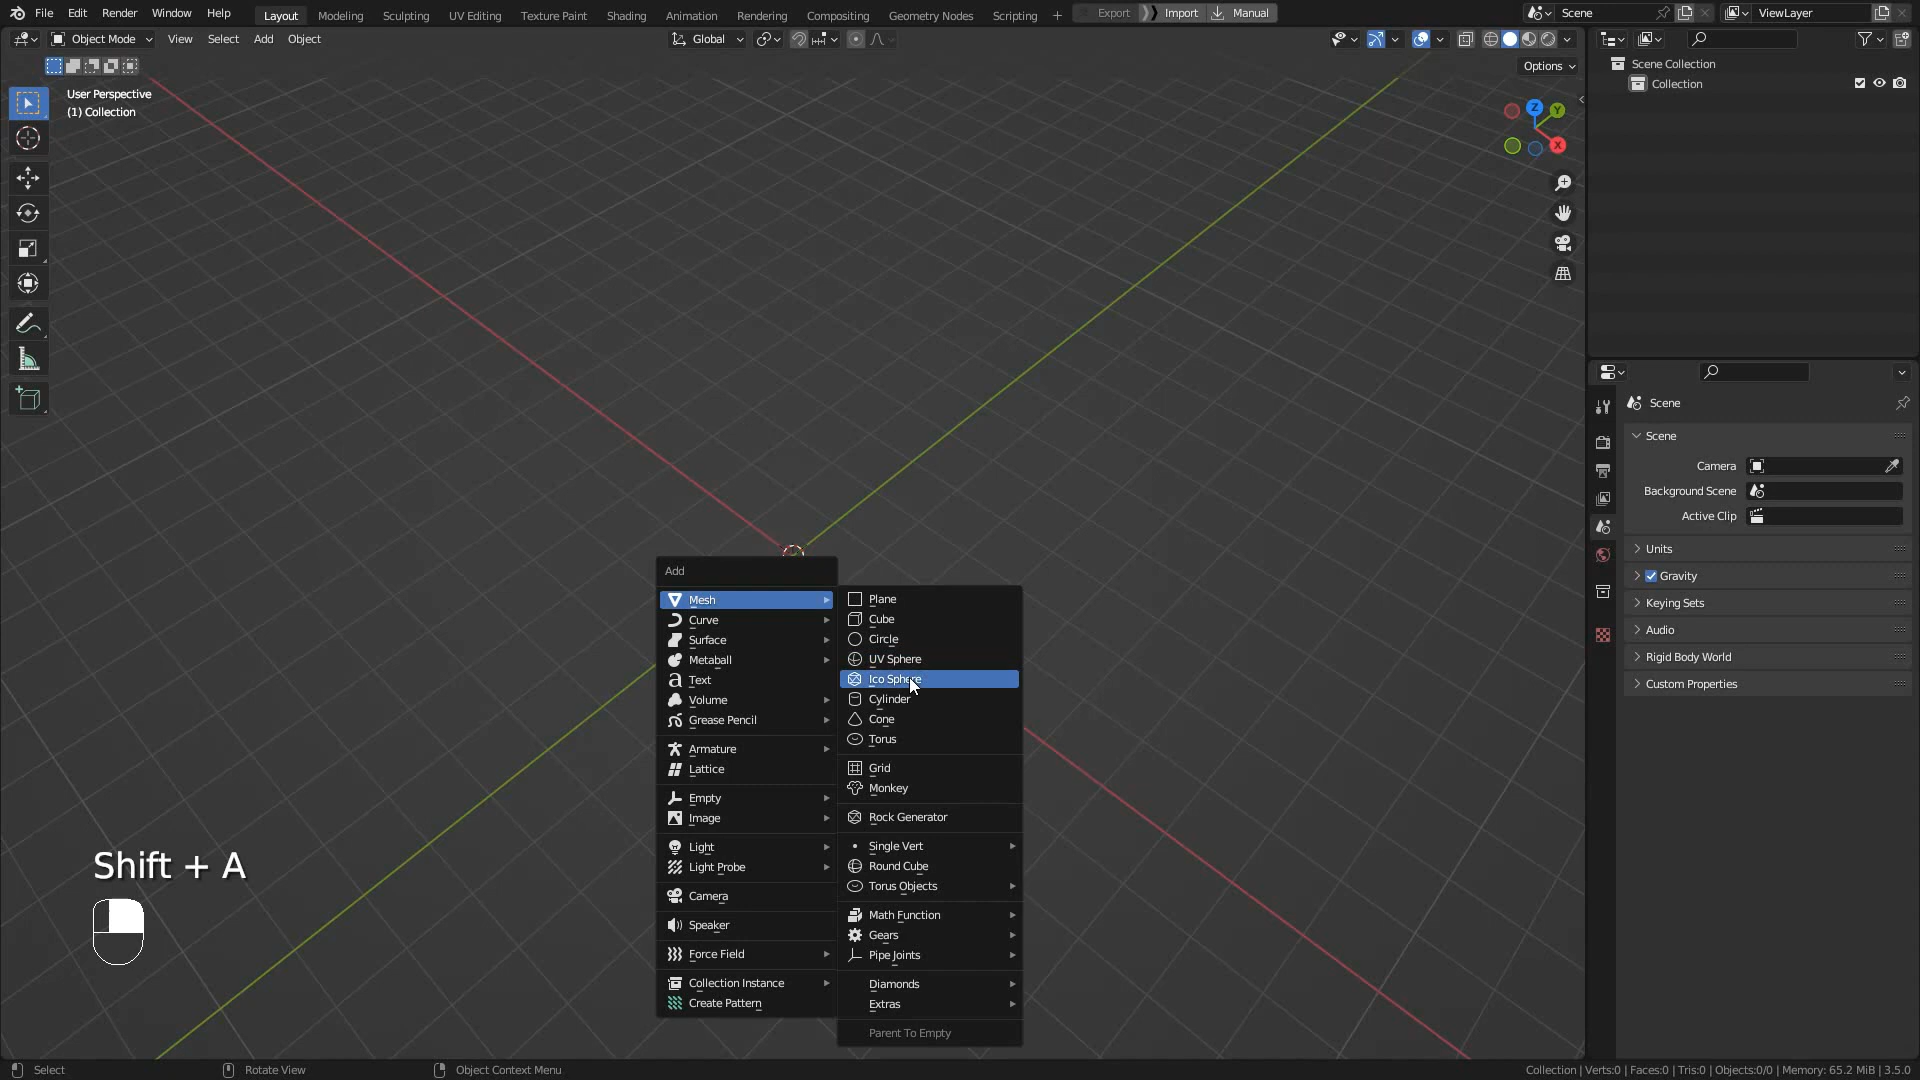 File Edit Render Window Help Layout Modeling Sculpting UV Editing Texture Paint Shading Animation Rendering Compositing Geometry Nodes Scripting + Export Import Manual Scene ViewLayer
Object Mode View Select Add Object Global
Options
User Perspective
(1) Collection
Z
Y
X
Scene Collection
Collection
Scene
Scene
Camera
Background Scene
Active Clip
Units
Gravity
Keying Sets
Audio
Rigid Body World
Custom Properties
Add
Mesh
Curve
Surface
Metaball
Text
Volume
Grease Pencil
Armature
Lattice
Empty
Image
Light
Light Probe
Camera
Speaker
Force Field
Collection Instance
Create Pattern
Plane
Cube
Circle
UV Sphere
Ico Sphere
Cylinder
Cone
Torus
Grid
Monkey
Rock Generator
Single Vert
Round Cube
Torus Objects
Math Function
Gears
Pipe Joints
Diamonds
Extras
Parent To Empty
Shift + A
Select Rotate View Object Context Menu Collection | Verts:0 | Faces:0 | Tris:0 | Objects:0/0 | Memory: 65.2 MiB | 3.5.0